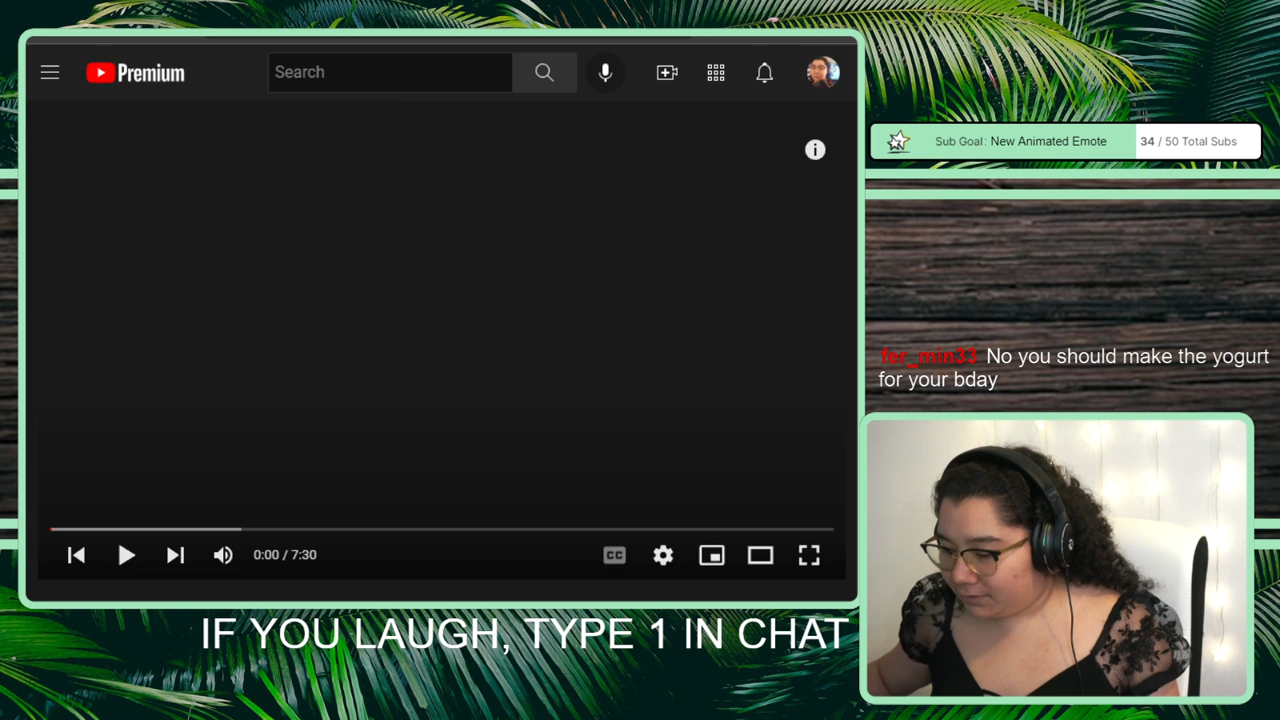 Premium
Search
Sub Goal: New Animated Emote
34 / 50 Total Subs
fer_min33 No you should make the yogurt
for your bday
CC
0:00 / 7:30
IF YOU LAUGH, TYPE 1 IN CHAT